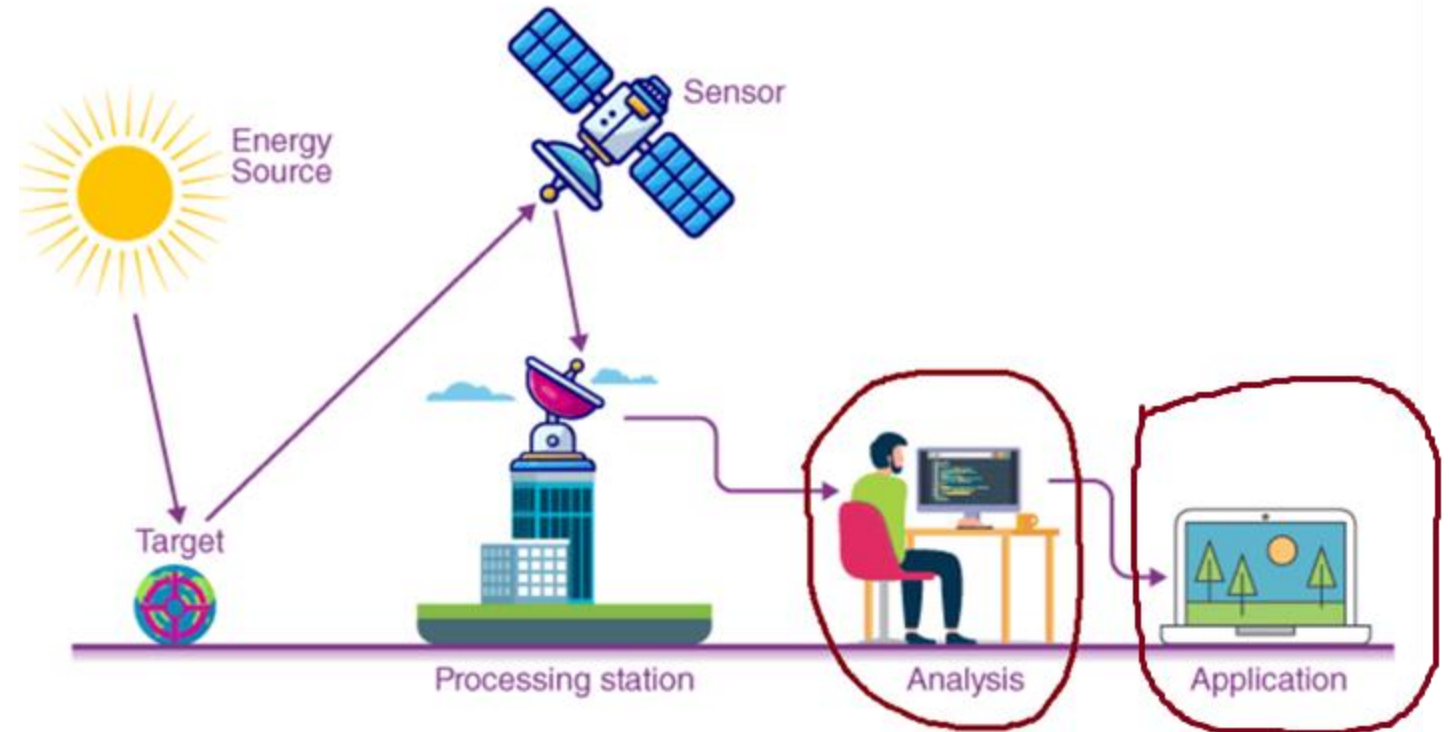 Sensor
Energy
Source
Target
Processing station
Analysis
Application